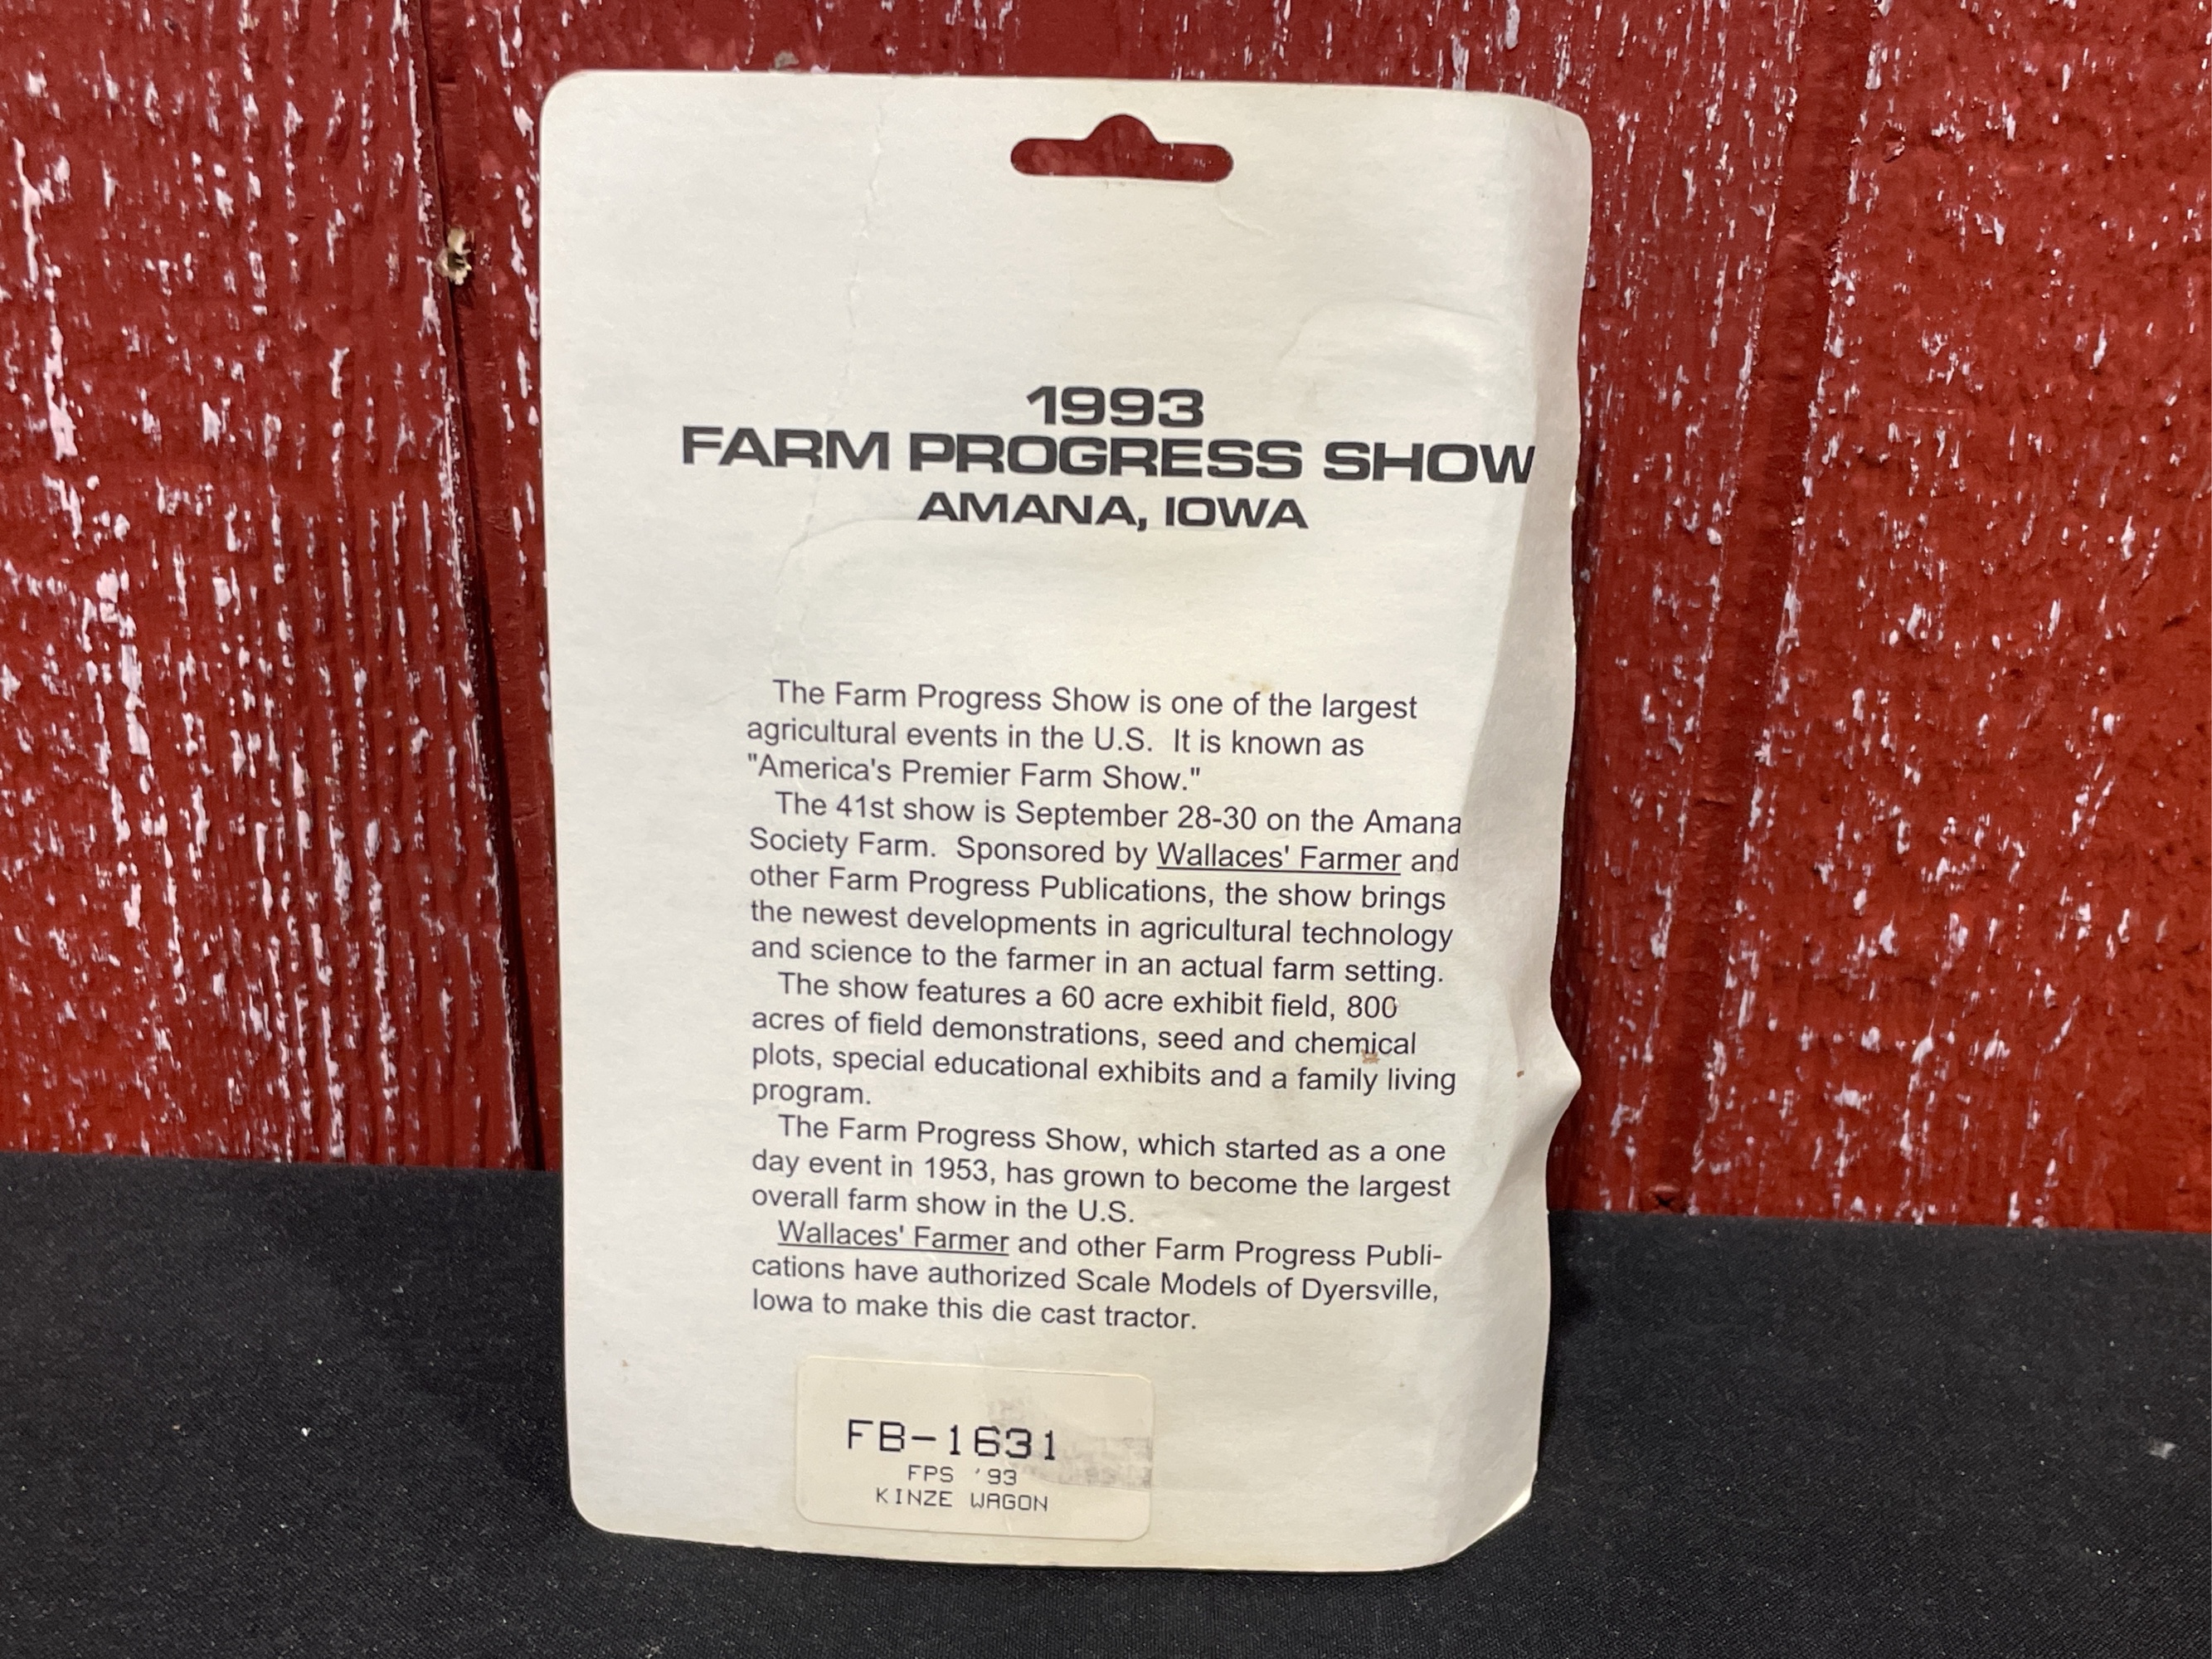 1993
FARM PROGRESS SHOW
AMANA, IOWA
The Farm Progress Show is one of the largest
agricultural events in the U.S. It is known as
"America's Premier Farm Show."
The 41st show is September 28-30 on the Amana
Society Farm. Sponsored by Wallaces' Farmer and
other Farm Progress Publications, the show brings
the newest developments in agricultural technology
and science to the farmer in an actual farm setting.
The show features a 60 acre exhibit field, 800
acres of field demonstrations, seed and chemical
plots, special educational exhibits and a family living
program.
The Farm Progress Show, which started as a one
day event in 1953, has grown to become the largest
overall farm show in the U.S.
Wallaces' Farmer and other Farm Progress Publi-
cations have authorized Scale Models of Dyersville,
Iowa to make this die cast tractor.
FB-1631
FPS '93
KINZE WAGON